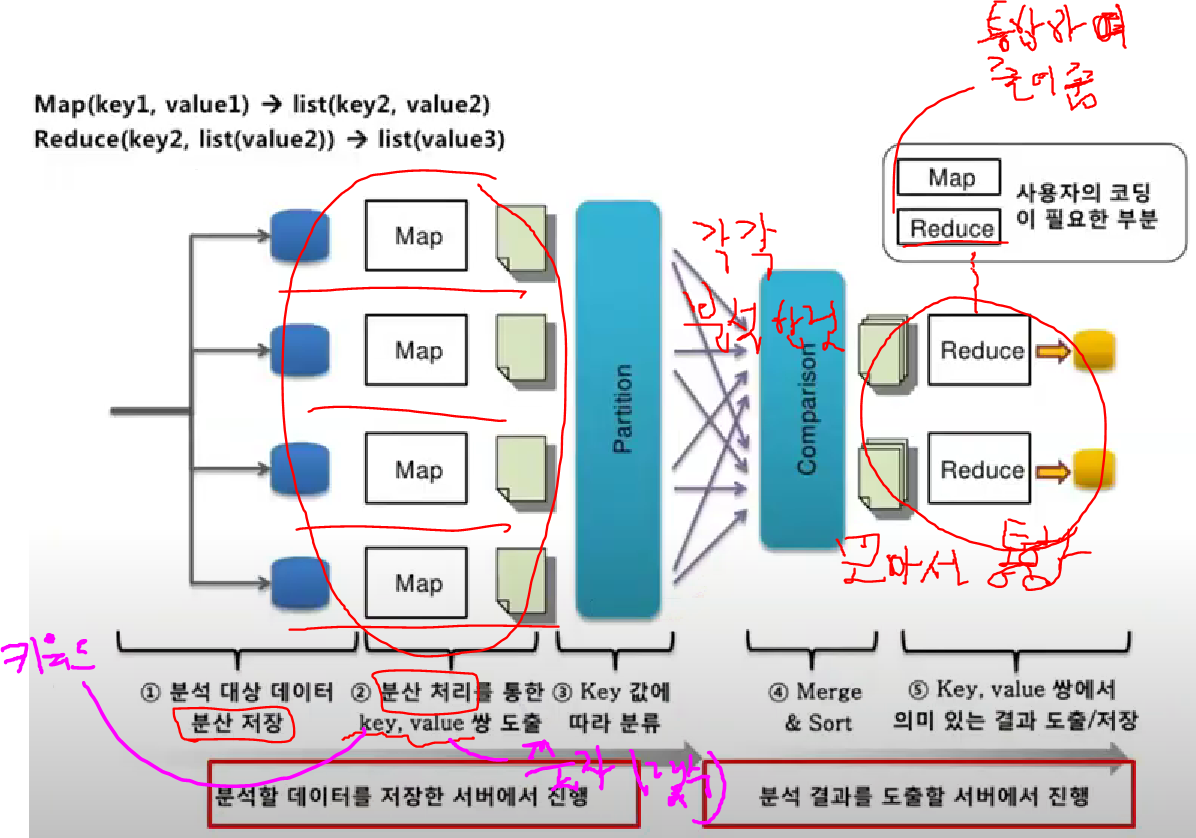 통합하여
줄여줌
Map(key1, value1) → list(key2, value2)
Reduce(key2, list(value2)) → list(value3)
Map
Reduce
사용자의 코딩
이 필요한 부분
Map
Map
Map
Map
Partition
각각
분석한것
Comparison
Reduce
Reduce
모아서 통합
키워드
① 분석 대상 데이터
분산 저장
② 분산 처리를 통한
key, value 쌍 도출
③ Key 값에
따라 분류
④ Merge
& Sort
⑤ Key, value 쌍에서
의미 있는 결과 도출/저장
숫자
분석할 데이터를 저장한 서버에서 진행
분석 결과를 도출할 서버에서 진행